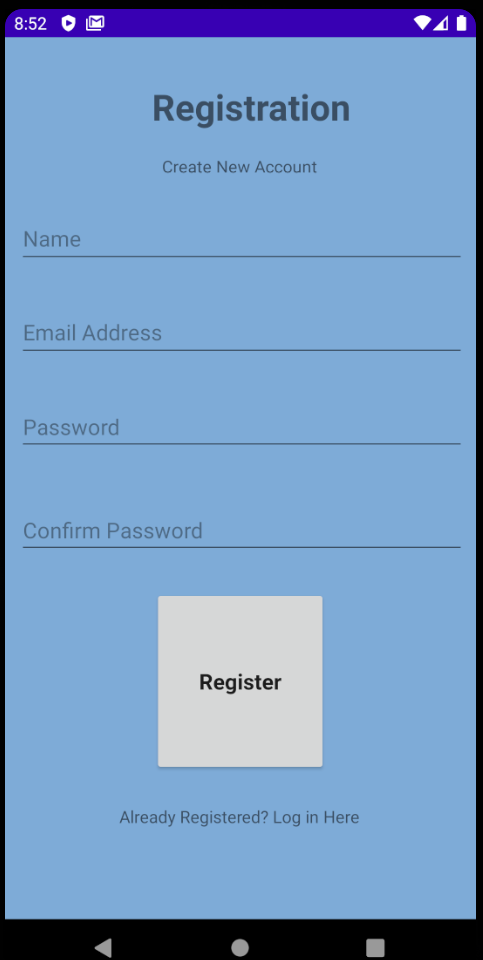 8:52
Registration
Create New Account
Name
Email Address
Password
Confirm Password
Register
Already Registered? Log in Here